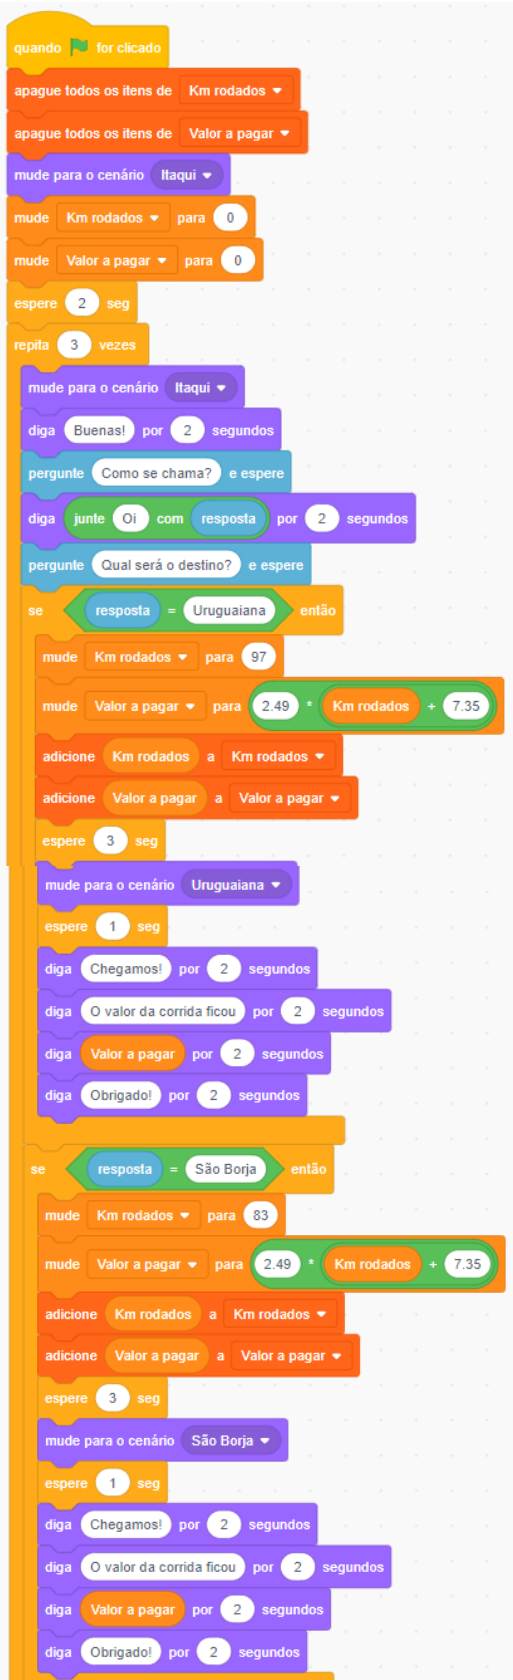 quando for clicado
apague todos os itens de Km rodados
apague todos os itens de Valor a pagar
mude para o cenário Itaqui
mude Km rodados para 0
mude Valor a pagar para 0
espere 2 seg
repita 3 vezes
mude para o cenário Itaqui
diga Buenas! por 2 segundos
pergunte Como se chama? e espere
diga junte Oi com resposta por 2 segundos
pergunte Qual será o destino? e espere
se resposta = Uruguaiana então
mude Km rodados para 97
mude Valor a pagar para 2.49 * Km rodados + 7.35
adicione Km rodados a Km rodados
adicione Valor a pagar a Valor a pagar
espere 3 seg
mude para o cenário Uruguaiana
espere 1 seg
diga Chegamos! por 2 segundos
diga O valor da corrida ficou por 2 segundos
diga Valor a pagar por 2 segundos
diga Obrigado! por 2 segundos
se resposta = São Borja então
mude Km rodados para 83
mude Valor a pagar para 2.49 * Km rodados + 7.35
adicione Km rodados a Km rodados
adicione Valor a pagar a Valor a pagar
espere 3 seg
mude para o cenário São Borja
espere 1 seg
diga Chegamos! por 2 segundos
diga O valor da corrida ficou por 2 segundos
diga Valor a pagar por 2 segundos
diga Obrigado! por 2 segundos